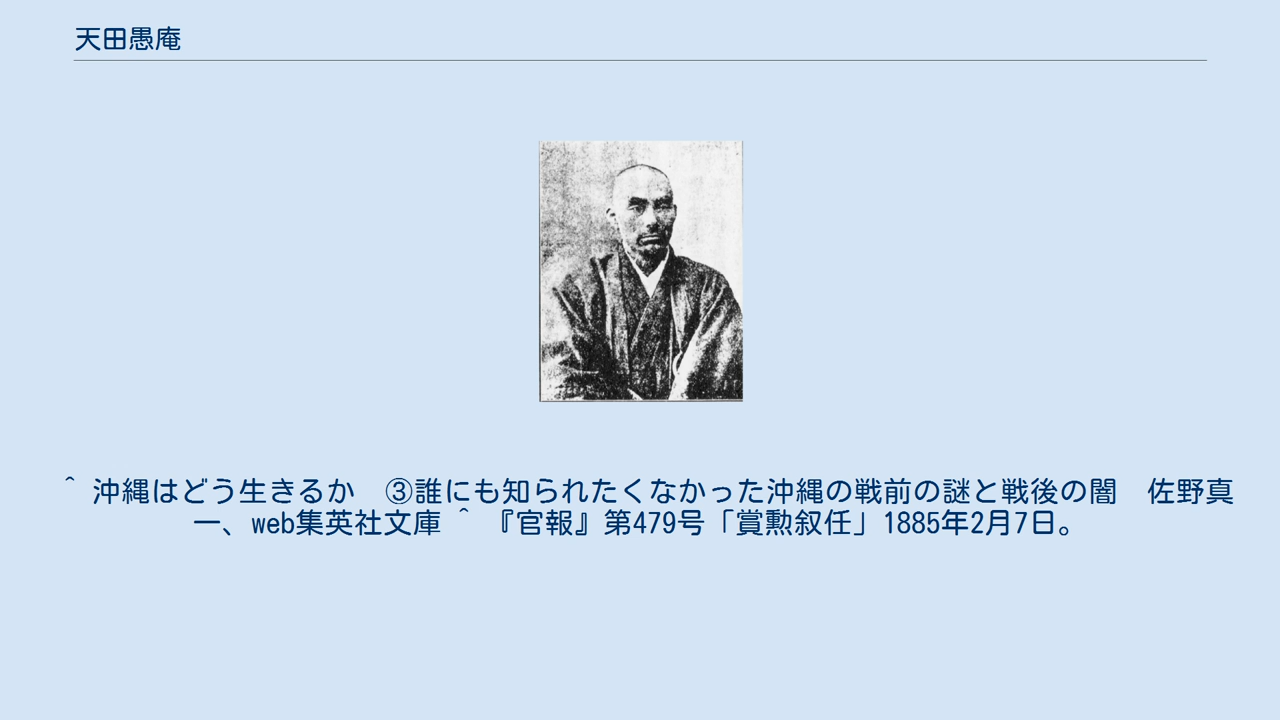 天田愚庵
^ 沖縄はどう生きるか　③誰にも知られたくなかった沖縄の戦前の謎と戦後の闇　佐野真
一、web集英社文庫 ^ 『官報』第479号「賞勲叙任」1885年2月7日。